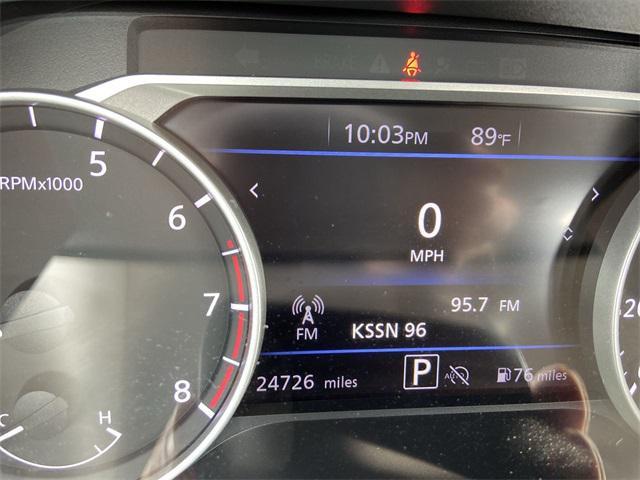 10:03PM 89°F
5
RPMx1000
6
0
MPH
7
95.7 FM
FM
KSSN 96
8
24726 miles
P
76 miles
C H